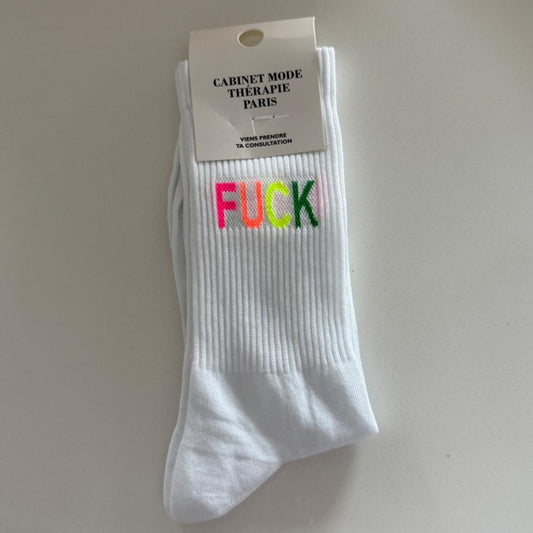 CABINET MODE
THÉRAPIE
PARIS
VIENS PRENDRE
TA CONSULTATION
FUCK